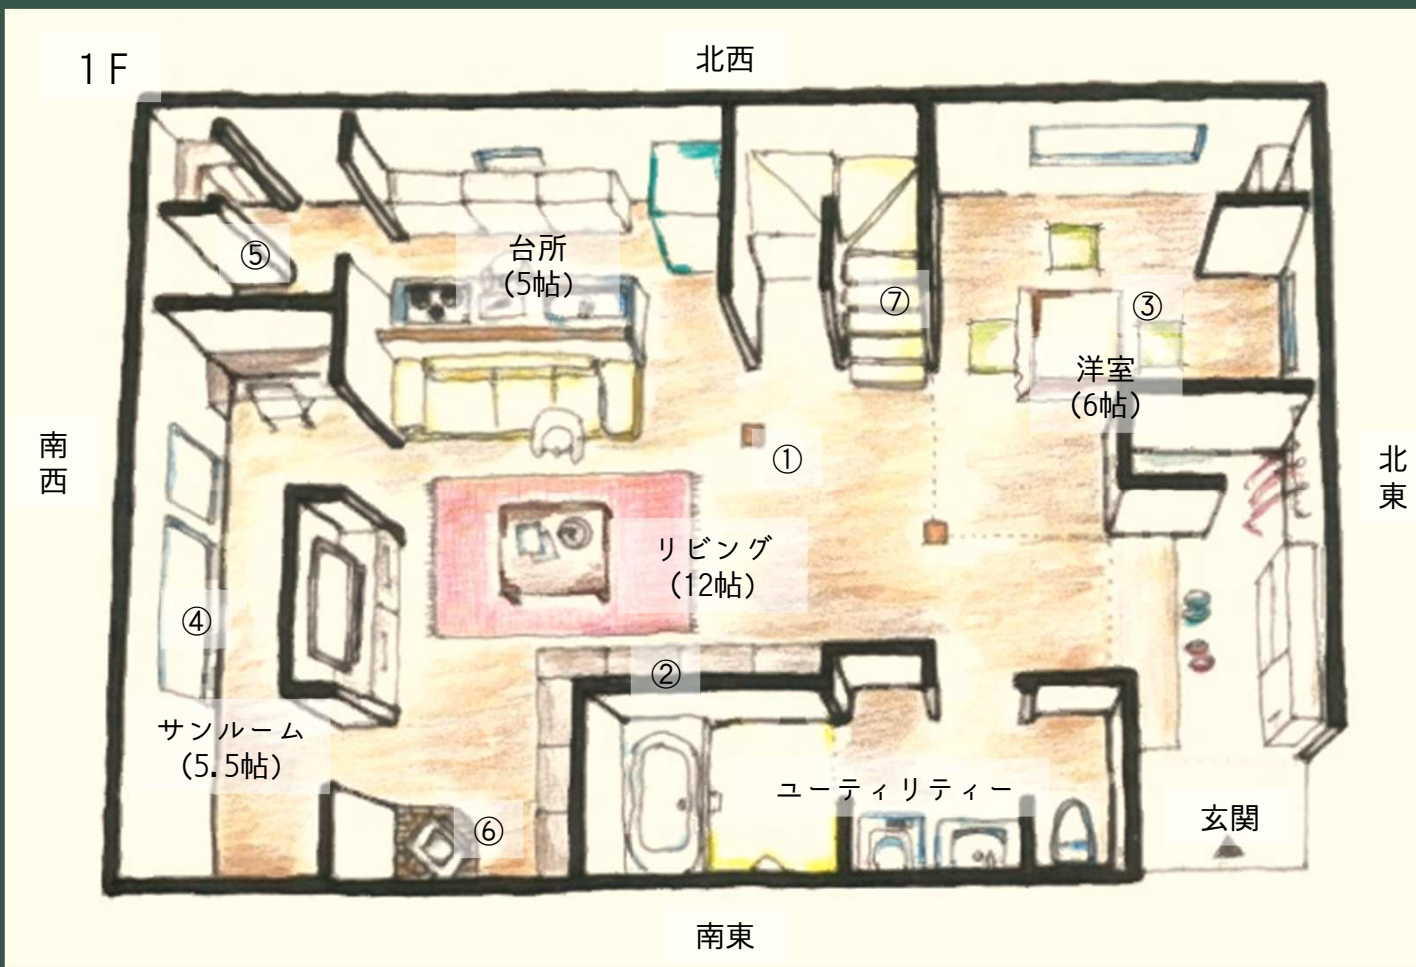 1F
北西
⑤
台所
(5帖)
⑦
③
洋室
(6帖)
南西
北東
①
リビング
(12帖)
④
②
サンルーム
(5.5帖)
⑥
ユーティリティー
玄関
南東